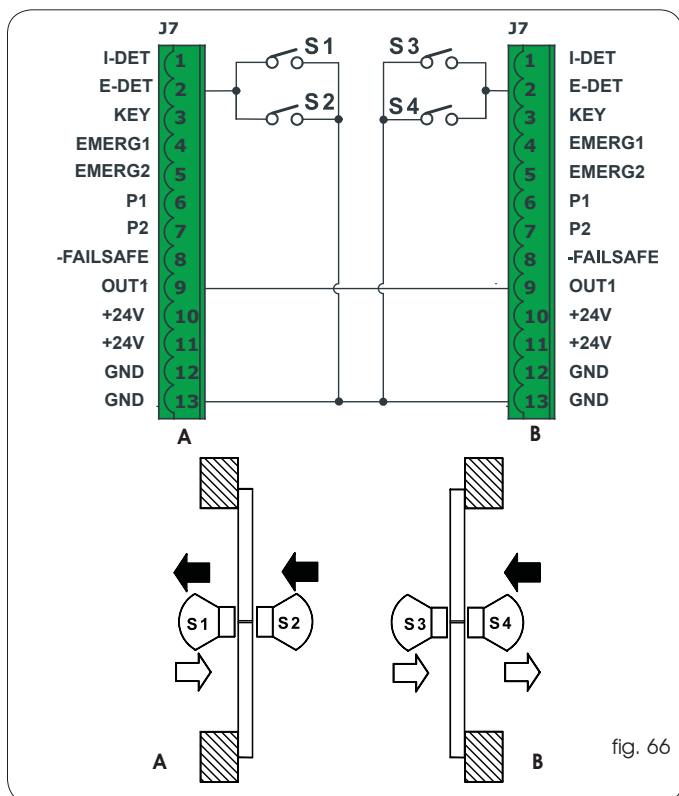 J7 J7
I-DET 1 S1 S3 1 I-DET
E-DET 2 2 E-DET
KEY 3 S2 S4 3 KEY
EMERG1 4 4 EMERG1
EMERG2 5 5 EMERG2
P1 6 6 P1
P2 7 7 P2
-FAILSAFE 8 8 -FAILSAFE
OUT1 9 9 OUT1
+24V 10 10 +24V
+24V 11 11 +24V
GND 12 12 GND
GND 13 13 GND
A B
S1 S2 S3 S4
A B fig. 66